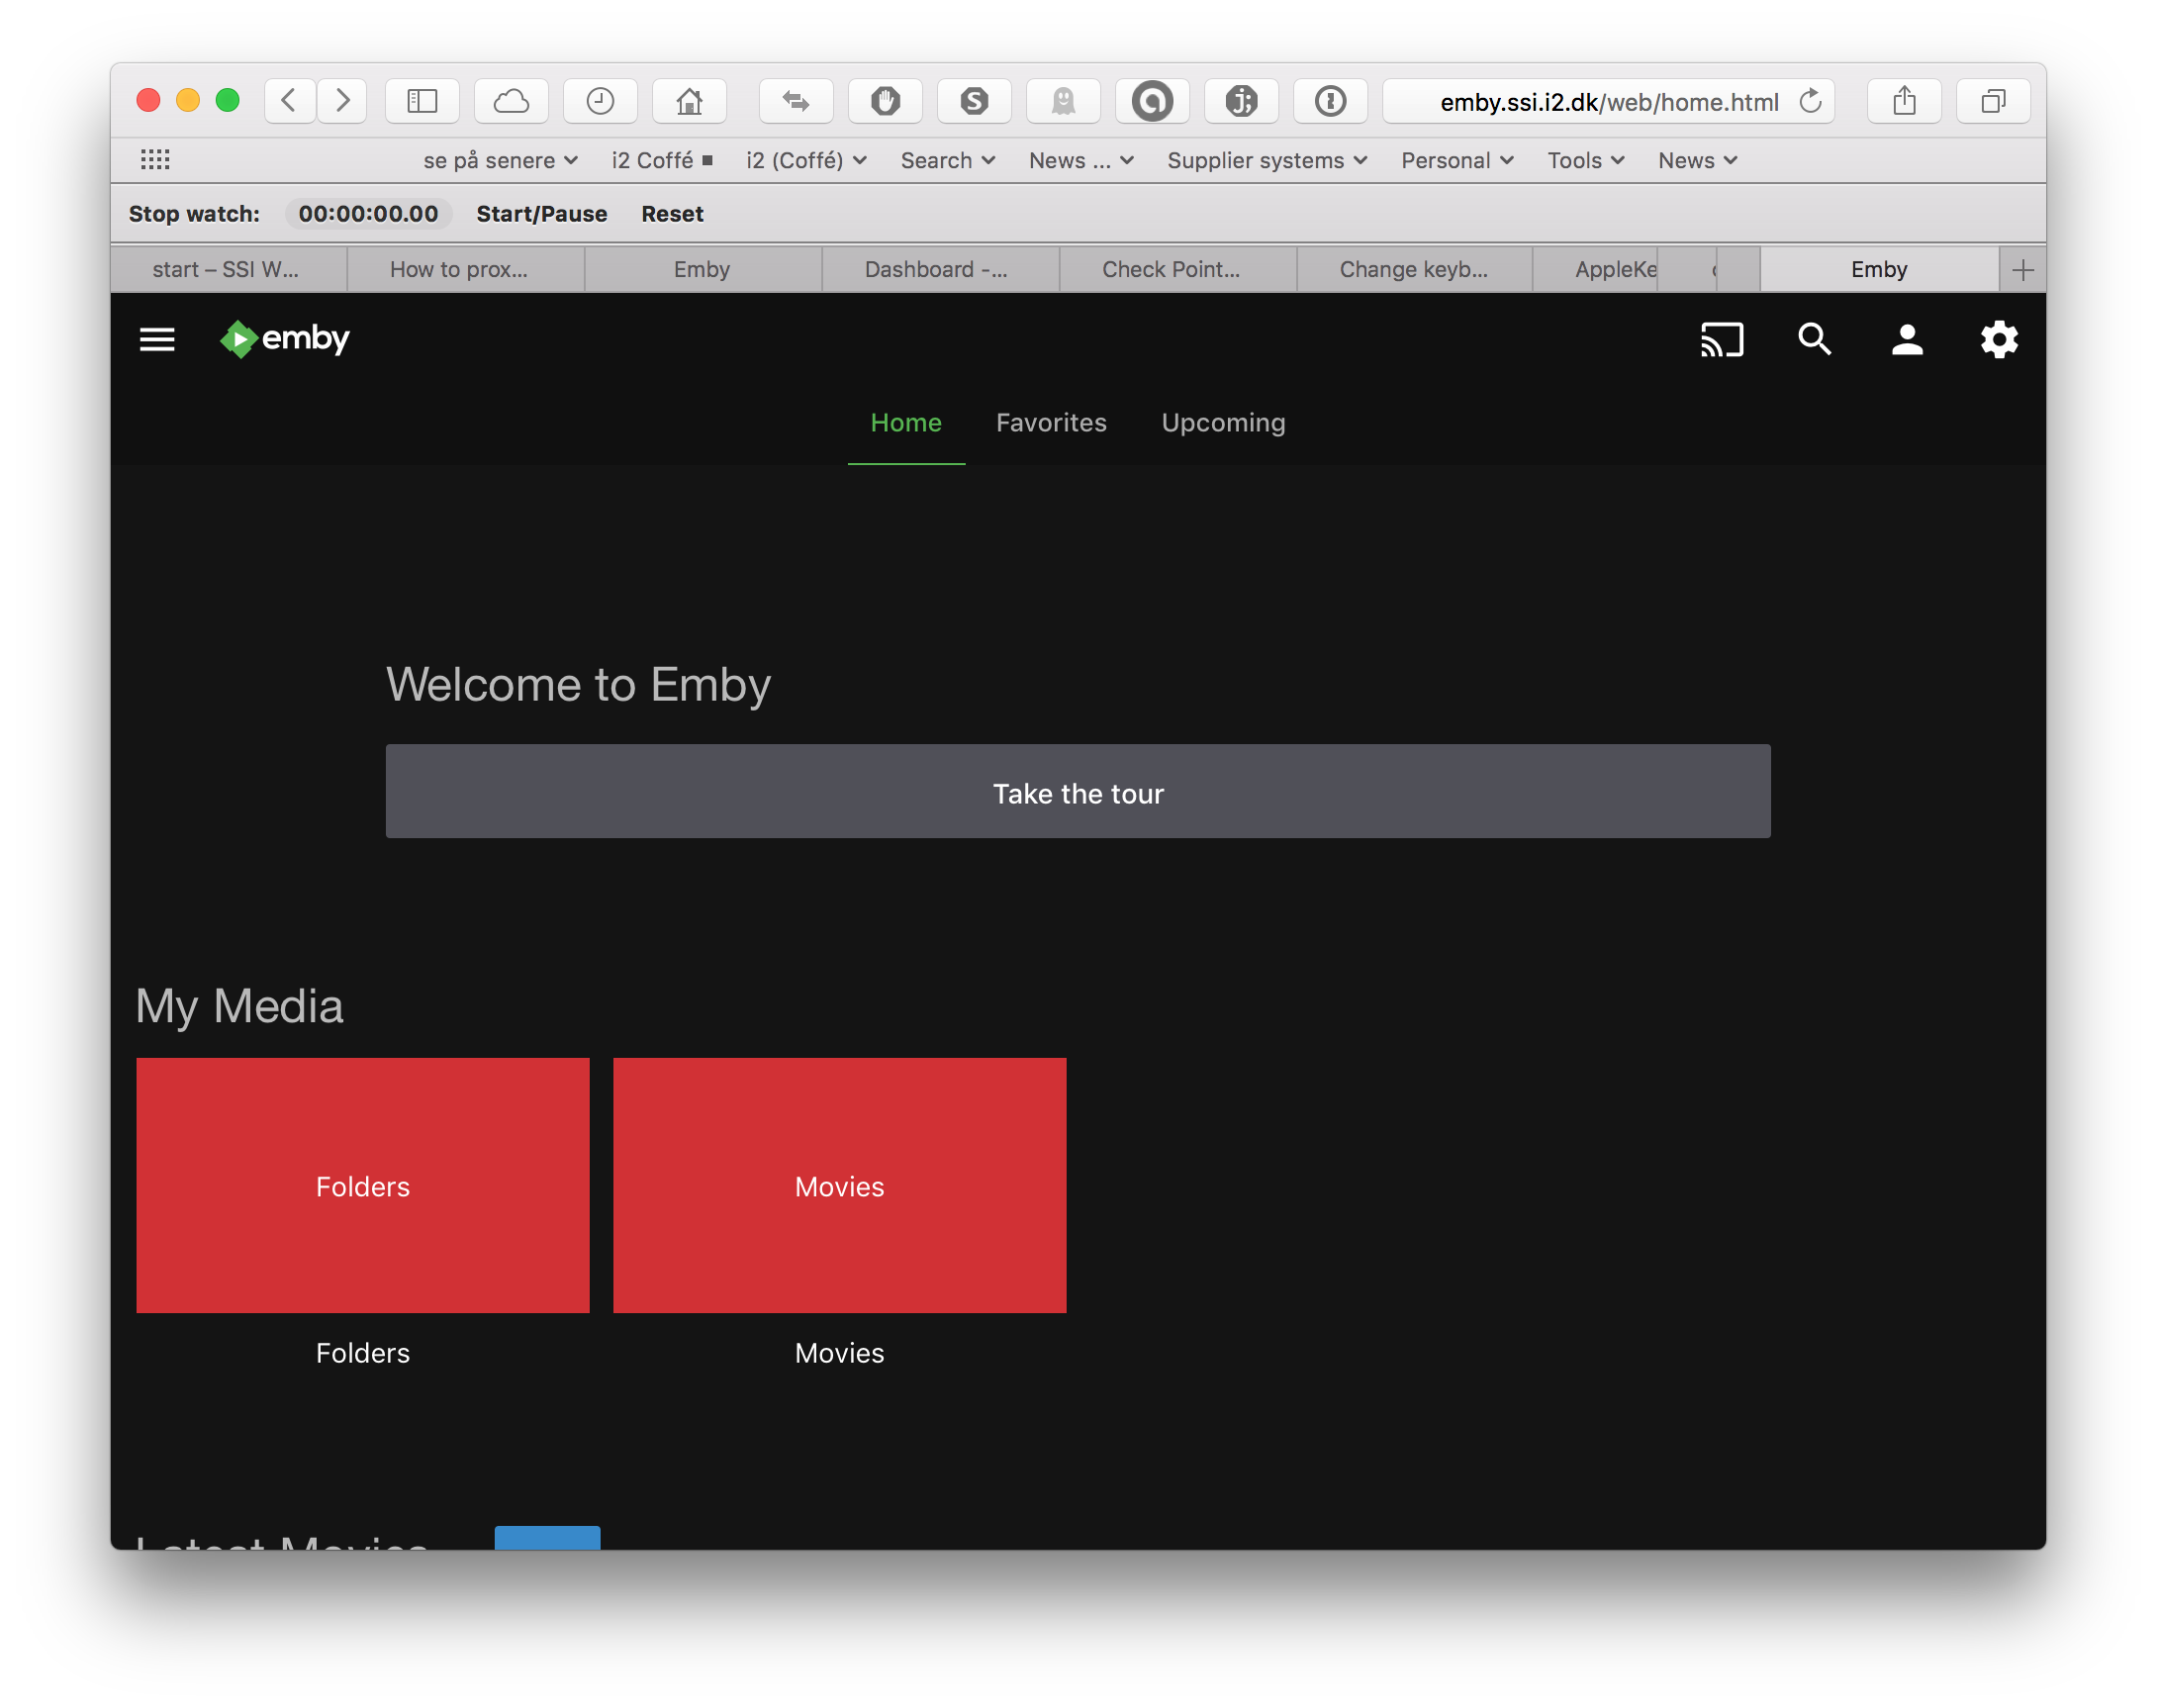 emby.ssi.i2.dk/web/home.html
se på senere i2 Coffé i2 (Coffé) Search News ... Supplier systems Personal Tools News
Stop watch: 00:00:00.00 Start/Pause Reset
start – SSI W... How to prox... Emby Dashboard -... Check Point... Change keyb... AppleKe Emby
emby
Home Favorites Upcoming
Welcome to Emby
Take the tour
My Media
Folders Movies
Folders Movies
Latest Movies